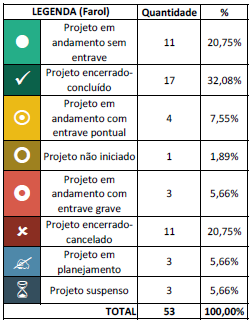 LEGENDA (Farol) Quantidade %
Projeto em
andamento sem
entrave
11 20,75%
Projeto encerrado-
concluído
17 32,08%
Projeto em
andamento com
entrave pontual
4 7,55%
Projeto não iniciado 1 1,89%
Projeto em
andamento com
entrave grave
3 5,66%
Projeto encerrado-
cancelado
11 20,75%
Projeto em
planejamento
3 5,66%
Projeto suspenso 3 5,66%
TOTAL 53 100,00%